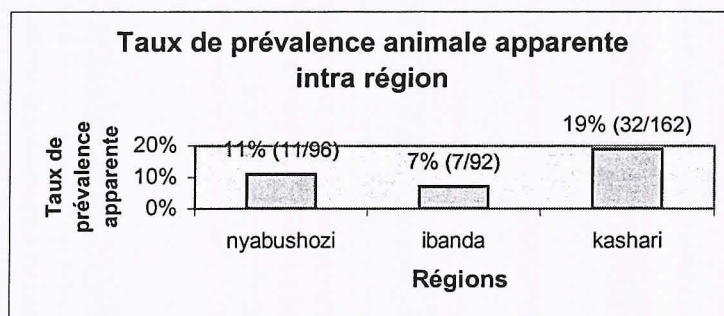 Taux de prévalence animale apparente
intra région
Taux de
prévalence
apparente
20%
10%
0%
11% (11/96)
7% (7/92)
19% (32/162)
nyabushozi
ibanda
kashari
Régions